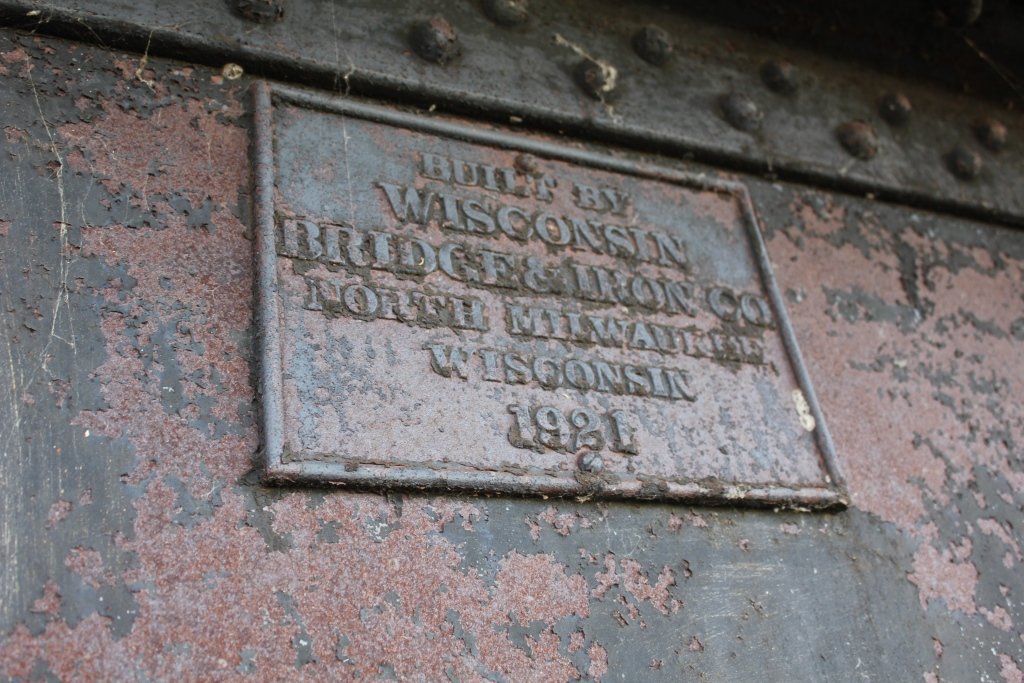 BUILT BY
WISCONSIN
BRIDGE & IRON CO.
NORTH MILWAUKEE
WISCONSIN
1921